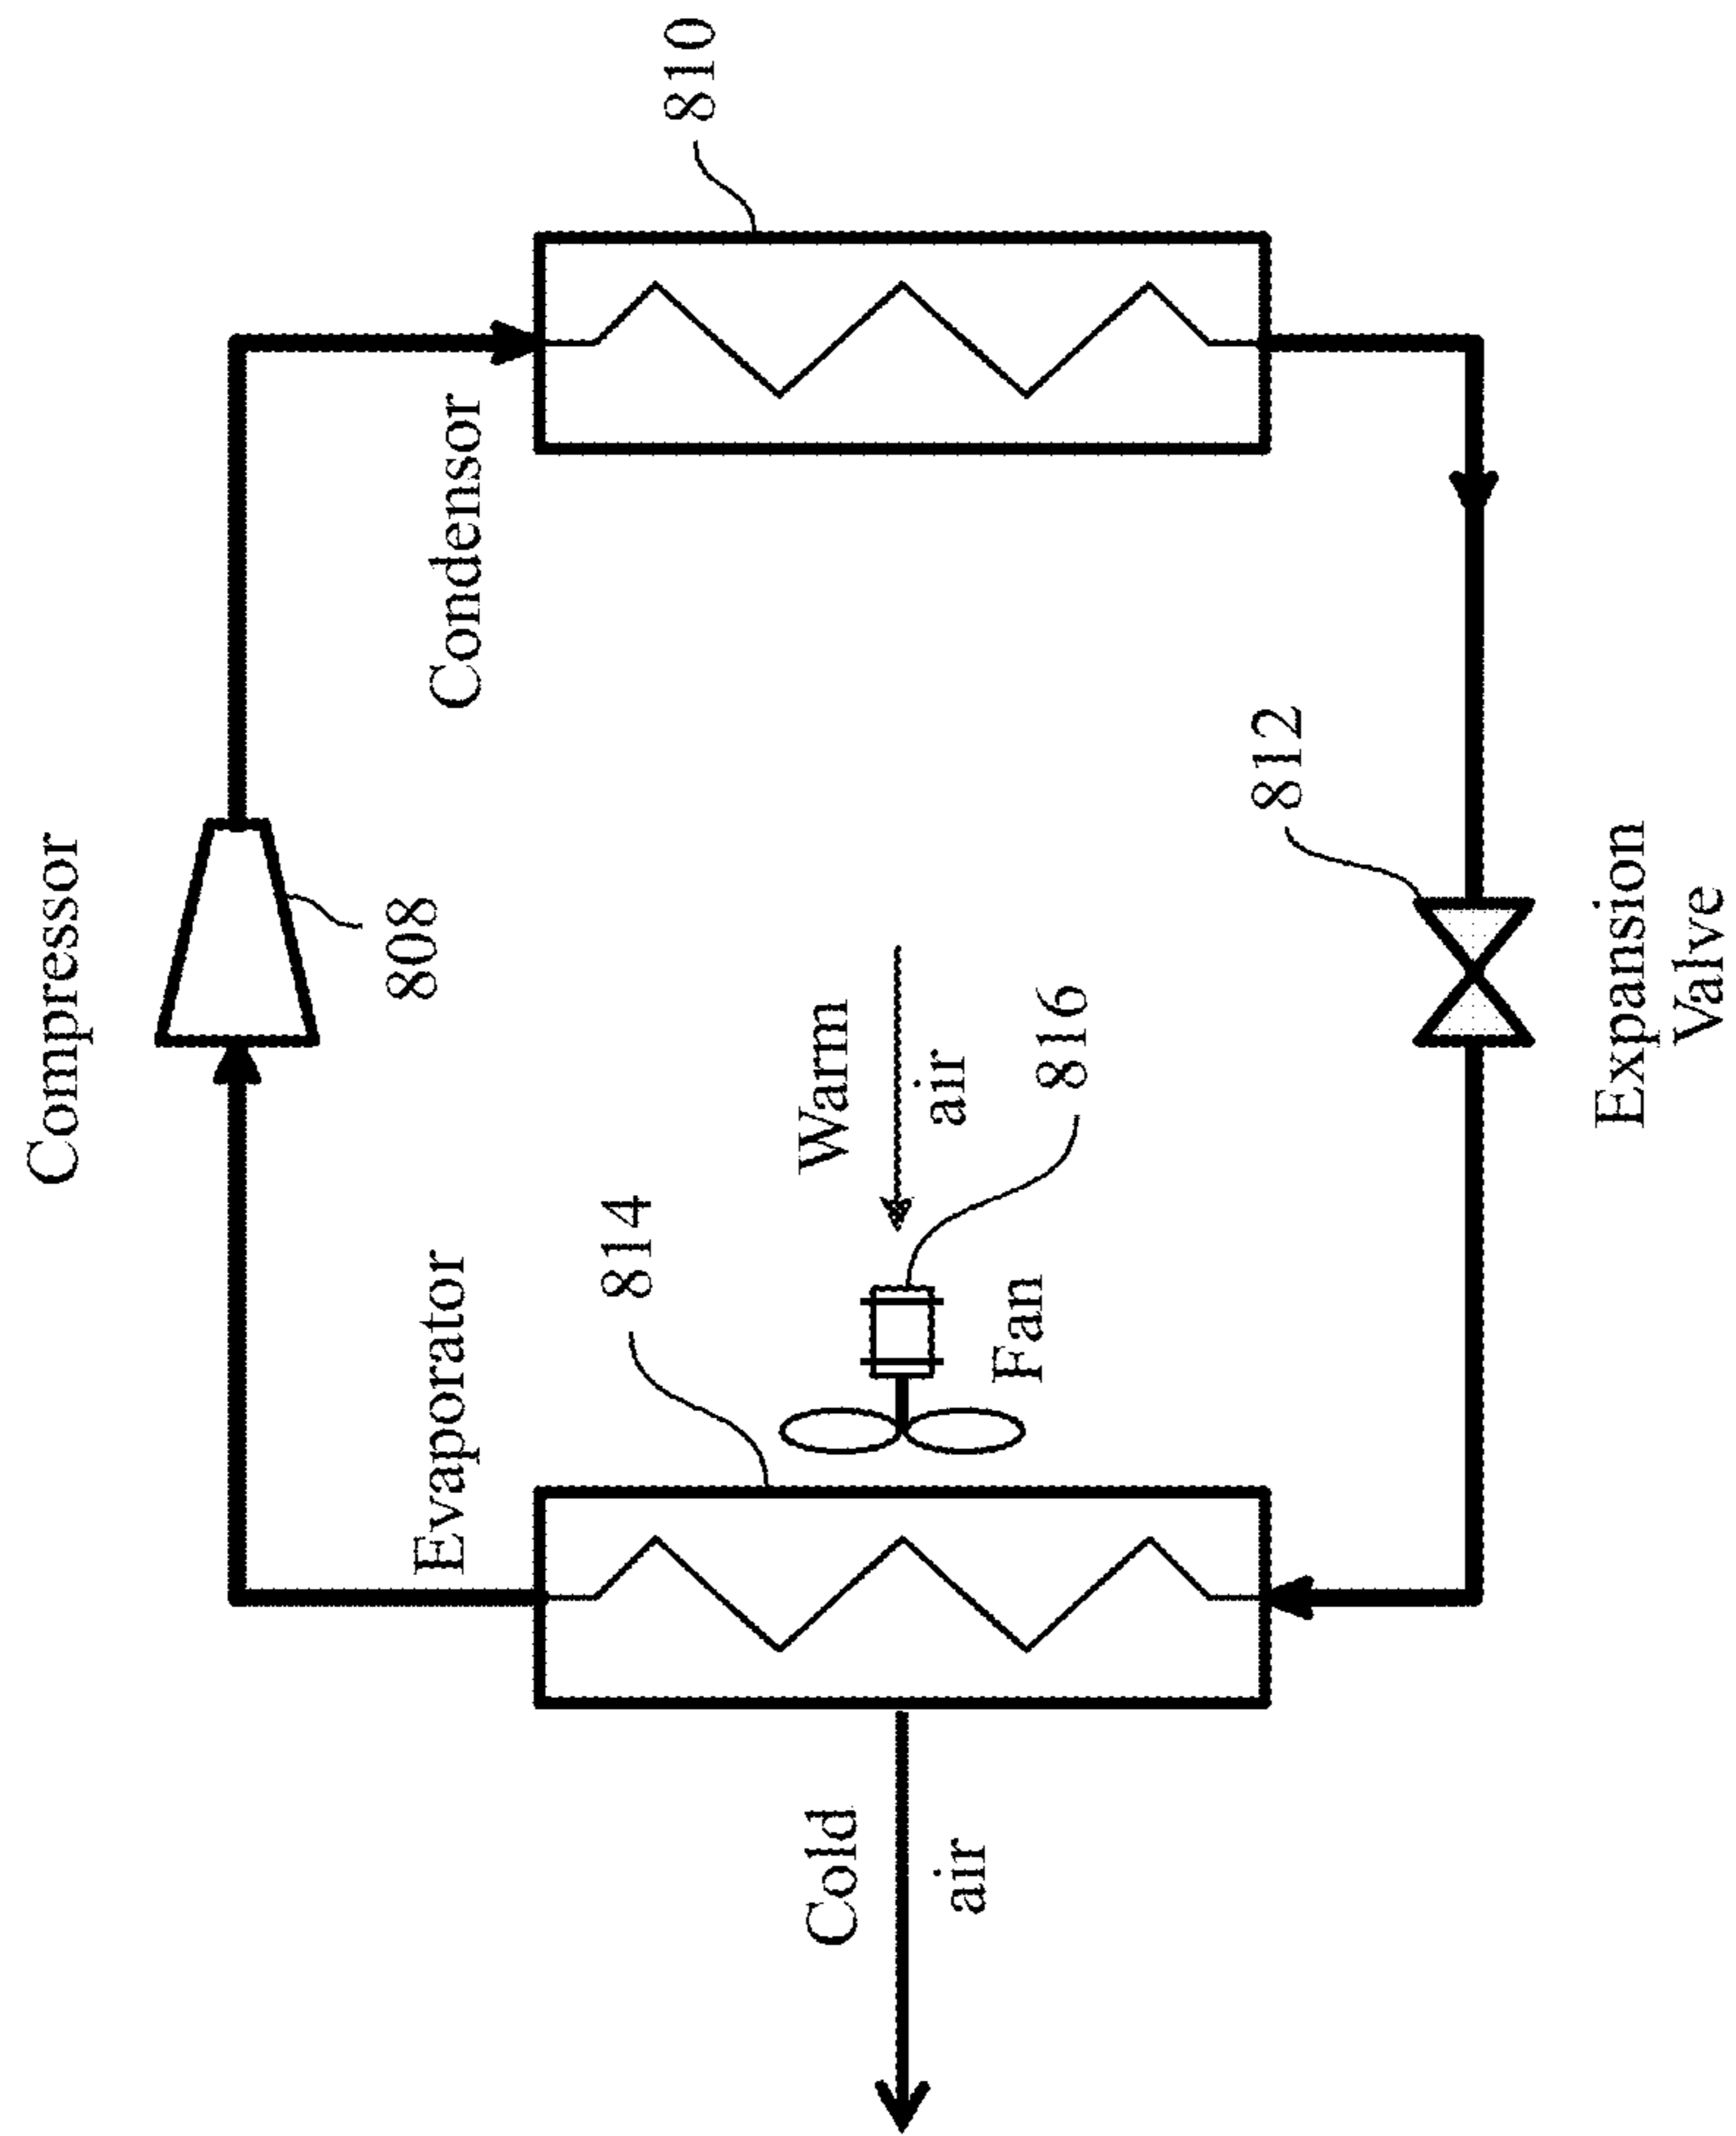 Compressor
808
Condensor
810
Evaporator
814
Warm
air
816
Fan
Cold
air
812
Expansion
Valve